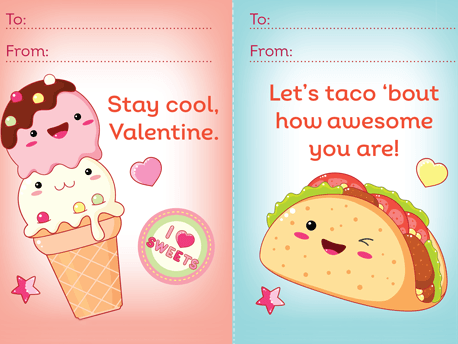 To:
From:
Stay cool,
Valentine.
I
SWEETS
To:
From:
Let's taco ‘bout
how awesome
you are!